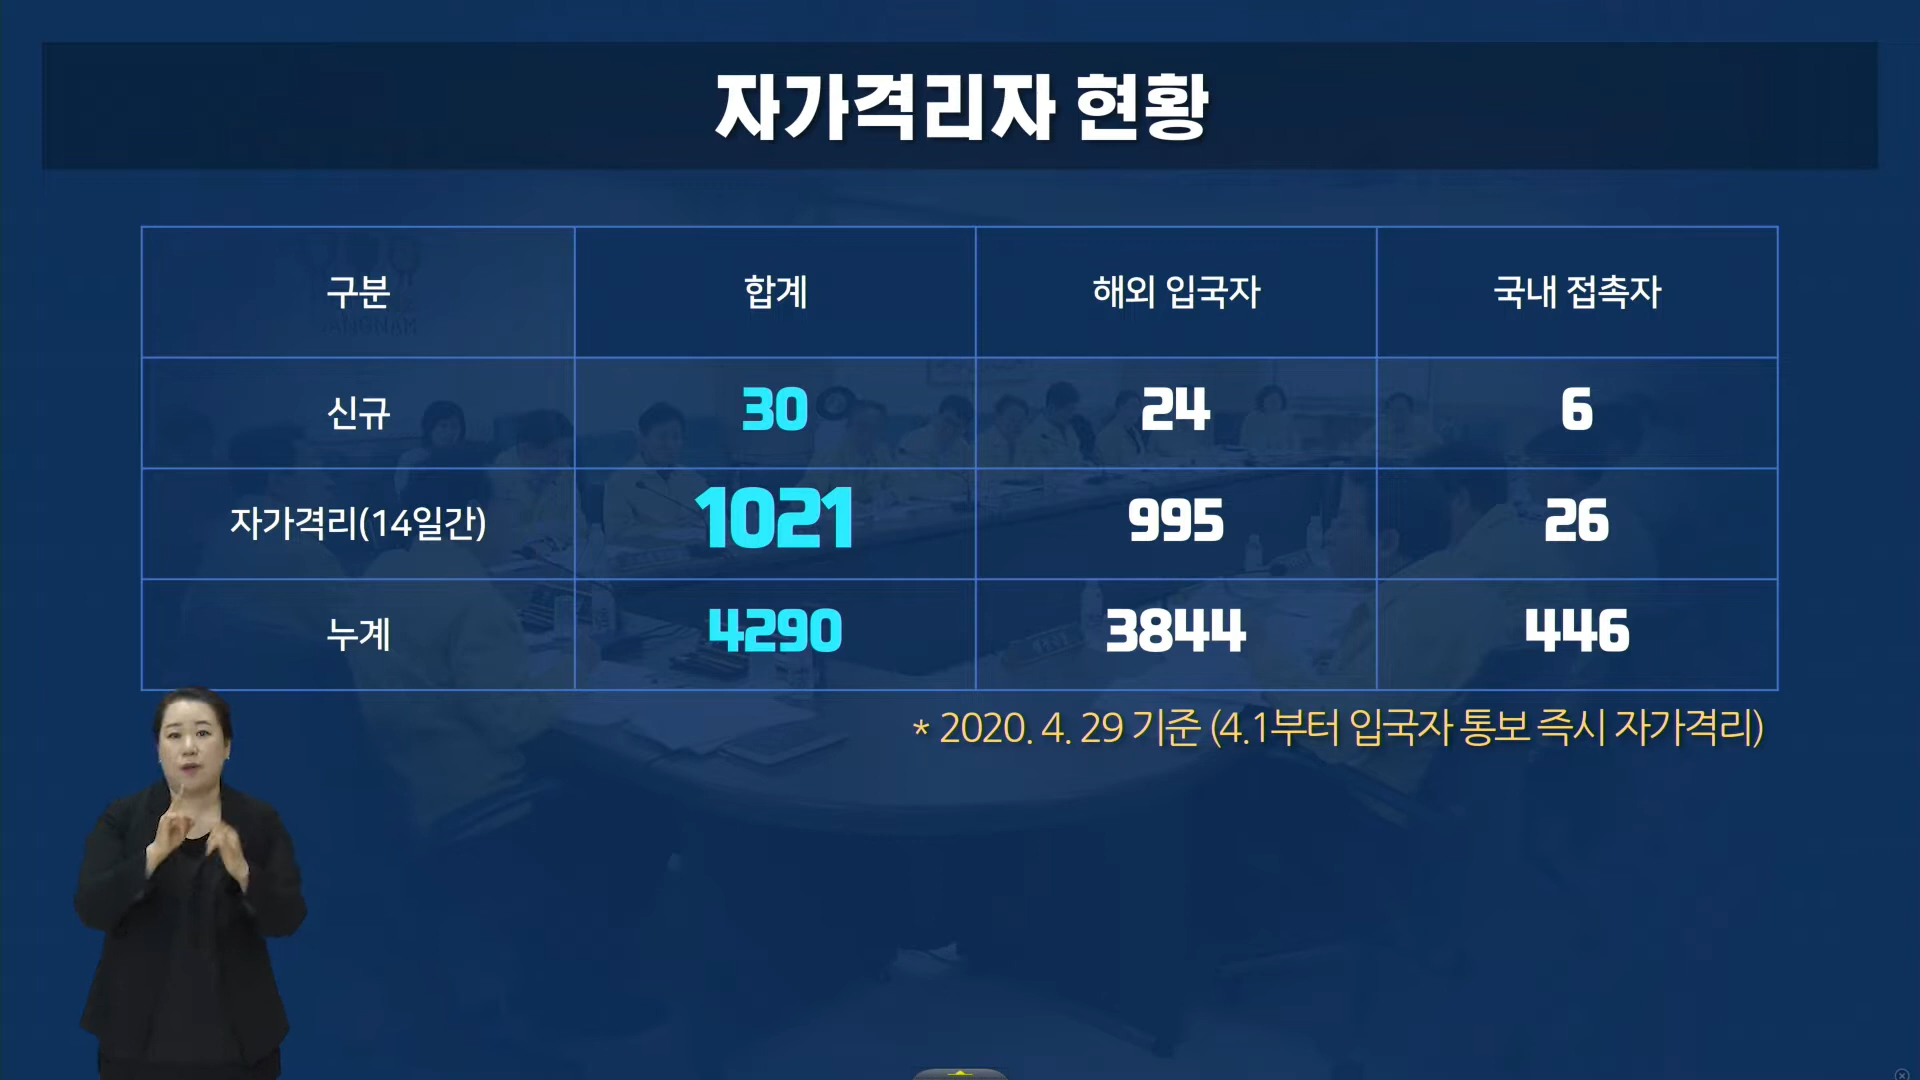 자가격리자 현황
구분 합계 해외 입국자 국내 접촉자
신규 30 24 6
자가격리(14일간) 1021 995 26
누계 4290 3844 446
* 2020. 4. 29 기준 (4.1부터 입국자 통보 즉시 자가격리)